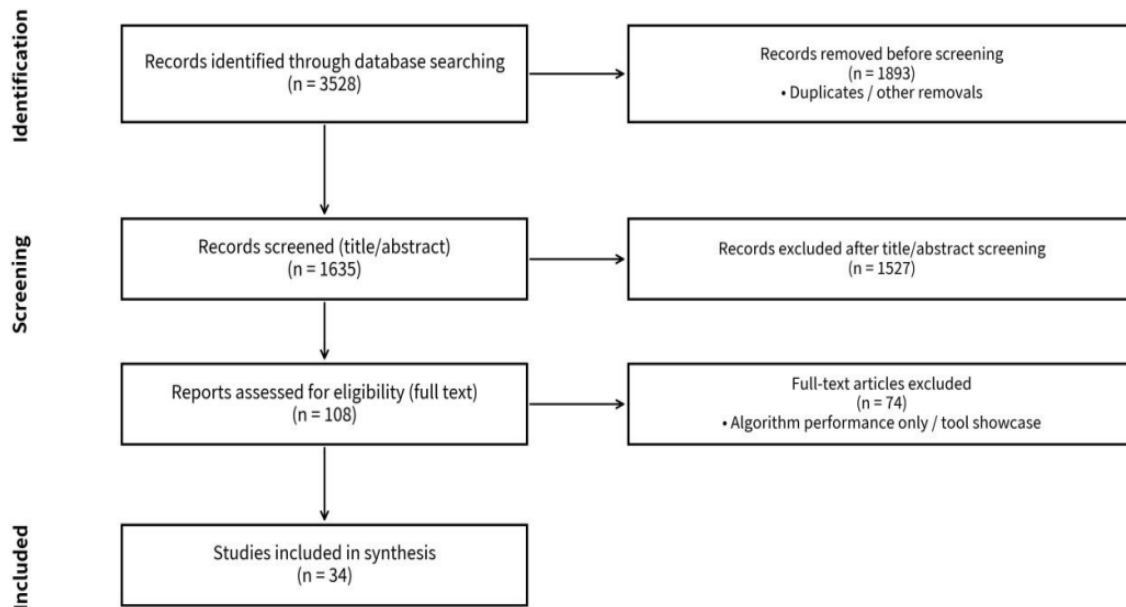 Identification
Records identified through database searching
(n = 3528)
Records removed before screening
(n = 1893)
• Duplicates / other removals
Screening
Records screened (title/abstract)
(n = 1635)
Records excluded after title/abstract screening
(n = 1527)
Reports assessed for eligibility (full text)
(n = 108)
Full-text articles excluded
(n = 74)
• Algorithm performance only / tool showcase
Included
Studies included in synthesis
(n = 34)